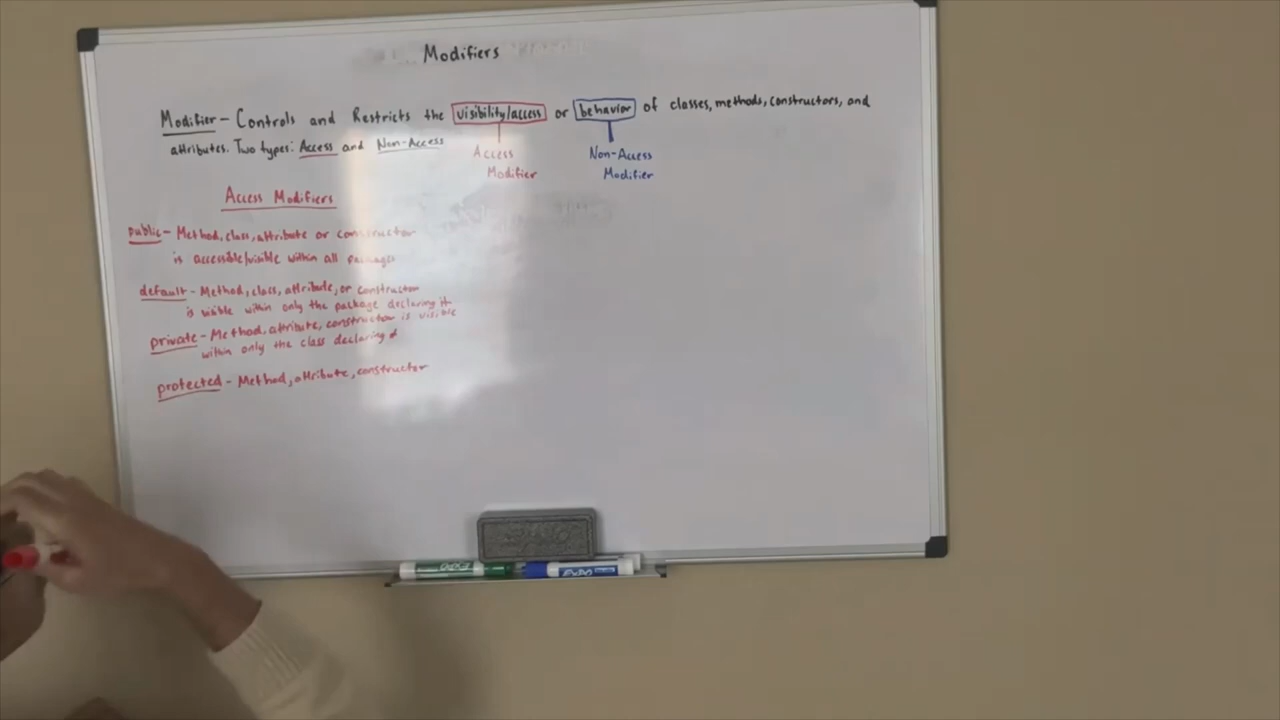 Modifiers
Modifier - Controls and Restricts the visibility/access or behavior of classes, methods, constructors, and
attributes. Two types: Access and Non-Access
Access
Modifier
Non-Access
Modifier
Access Modifiers
public - Method, class, attribute or constructor
is accessible/visible within all packages
default - Method, class, attribute, or constructor
is visible within only the package declaring it
private - Method, attribute, constructor is visible
within only the class declaring it
protected - Method, attribute, constructor
EXPO
EXPO